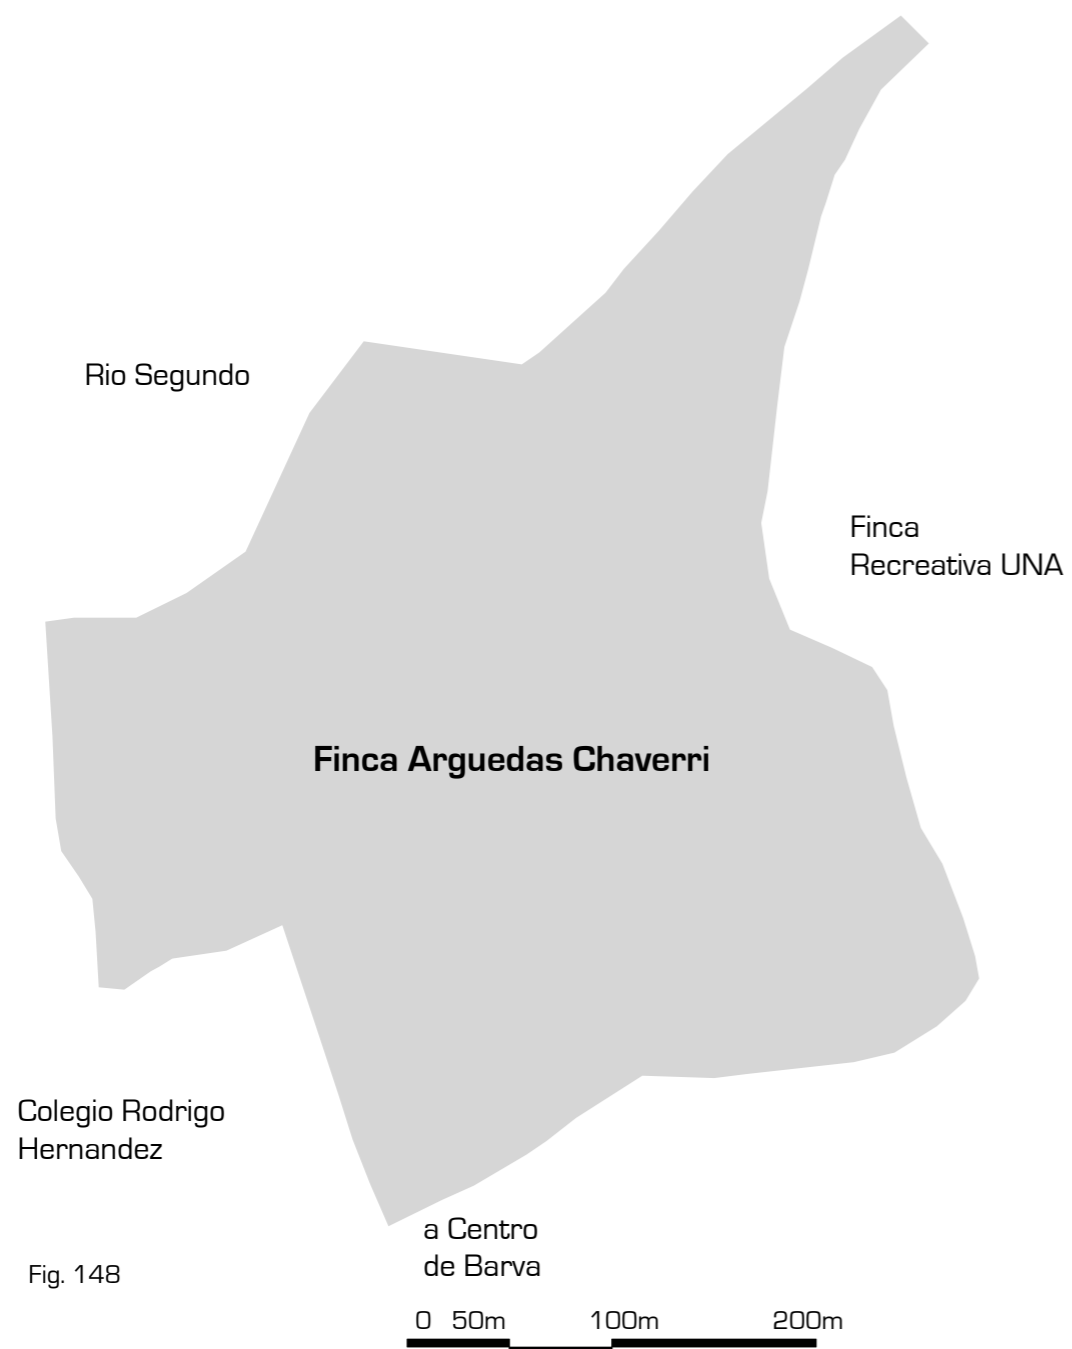 Rio Segundo
Finca
Recreativa UNA
Finca Arguedas Chaverri
Colegio Rodrigo
Hernandez
a Centro
de Barva
Fig. 148
0 50m 100m 200m